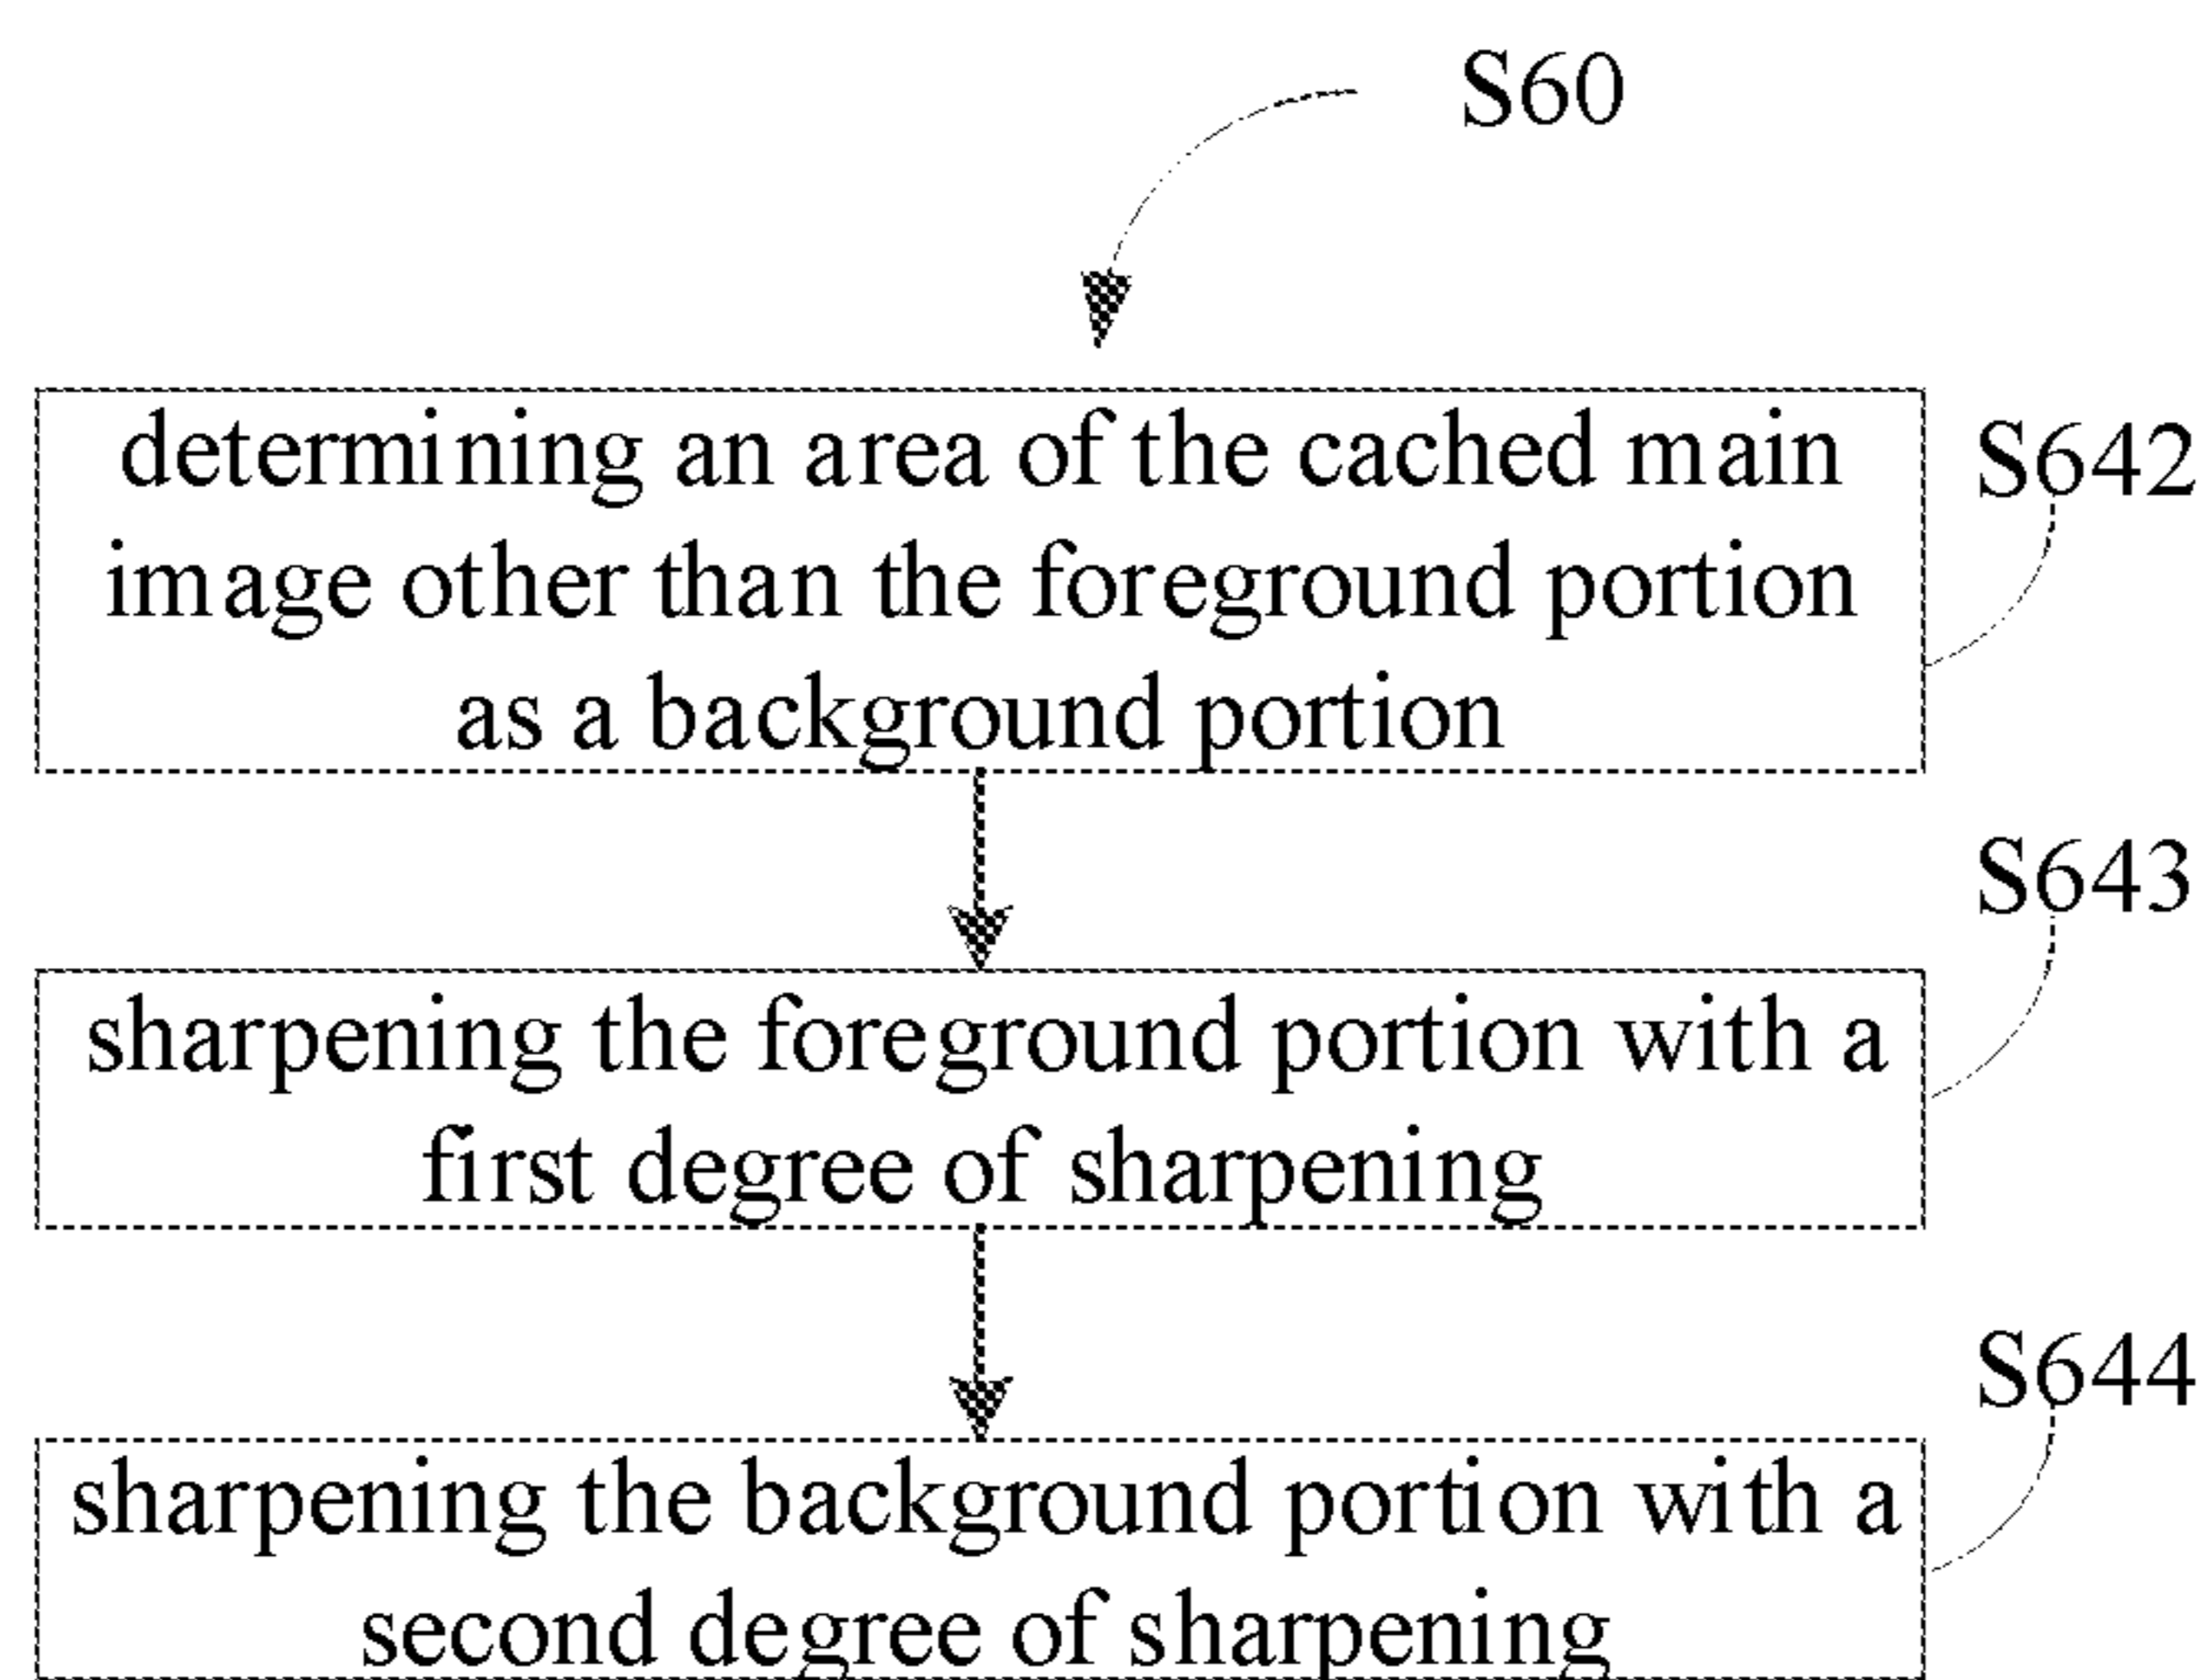 S60
determining an area of the cached main
image other than the foreground portion
as a background portion
S642
sharpening the foreground portion with a
first degree of sharpening
S643
sharpening the background portion with a
second degree of sharpening
S644